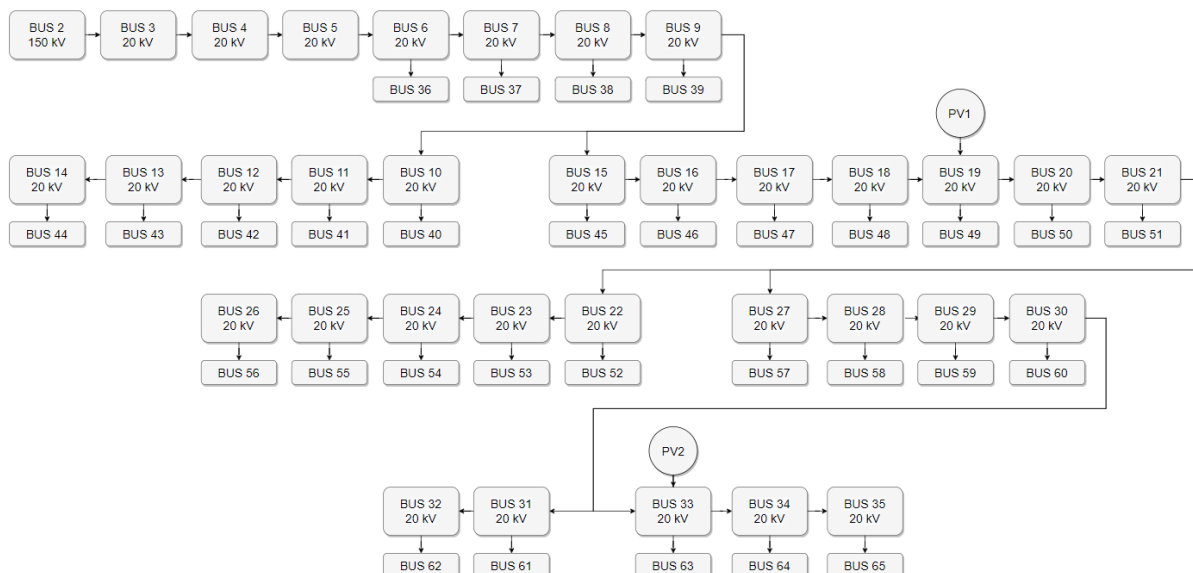 BUS 2
150 kV
BUS 3
20 kV
BUS 4
20 kV
BUS 5
20 kV
BUS 6
20 kV
BUS 7
20 kV
BUS 8
20 kV
BUS 9
20 kV
BUS 36
BUS 37
BUS 38
BUS 39
PV1
BUS 14
20 kV
BUS 13
20 kV
BUS 12
20 kV
BUS 11
20 kV
BUS 10
20 kV
BUS 15
20 kV
BUS 16
20 kV
BUS 17
20 kV
BUS 18
20 kV
BUS 19
20 kV
BUS 20
20 kV
BUS 21
20 kV
BUS 44
BUS 43
BUS 42
BUS 41
BUS 40
BUS 45
BUS 46
BUS 47
BUS 48
BUS 49
BUS 50
BUS 51
BUS 26
20 kV
BUS 25
20 kV
BUS 24
20 kV
BUS 23
20 kV
BUS 22
20 kV
BUS 27
20 kV
BUS 28
20 kV
BUS 29
20 kV
BUS 30
20 kV
BUS 56
BUS 55
BUS 54
BUS 53
BUS 52
BUS 57
BUS 58
BUS 59
BUS 60
PV2
BUS 32
20 kV
BUS 31
20 kV
BUS 33
20 kV
BUS 34
20 kV
BUS 35
20 kV
BUS 62
BUS 61
BUS 63
BUS 64
BUS 65